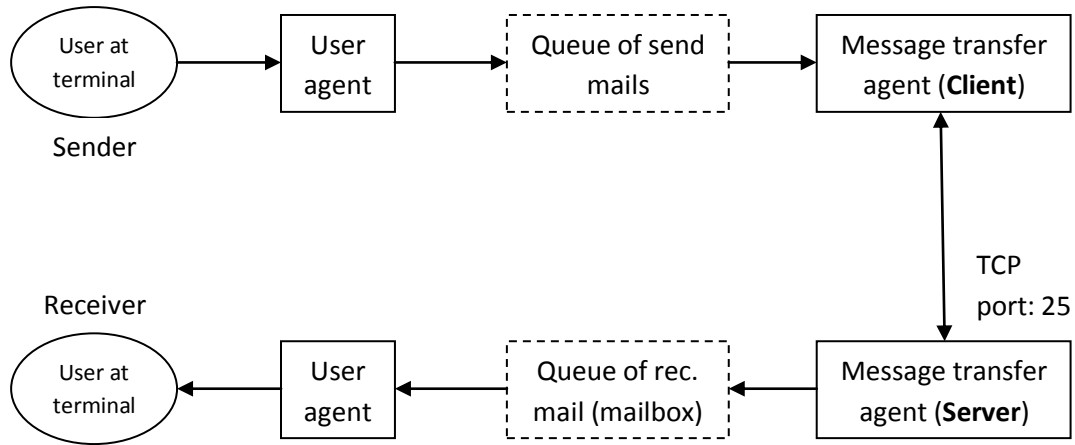 User at
terminal
Sender
User
agent
Queue of send
mails
Message transfer
agent (Client)
TCP
port: 25
Receiver
User at
terminal
User
agent
Queue of rec.
mail (mailbox)
Message transfer
agent (Server)